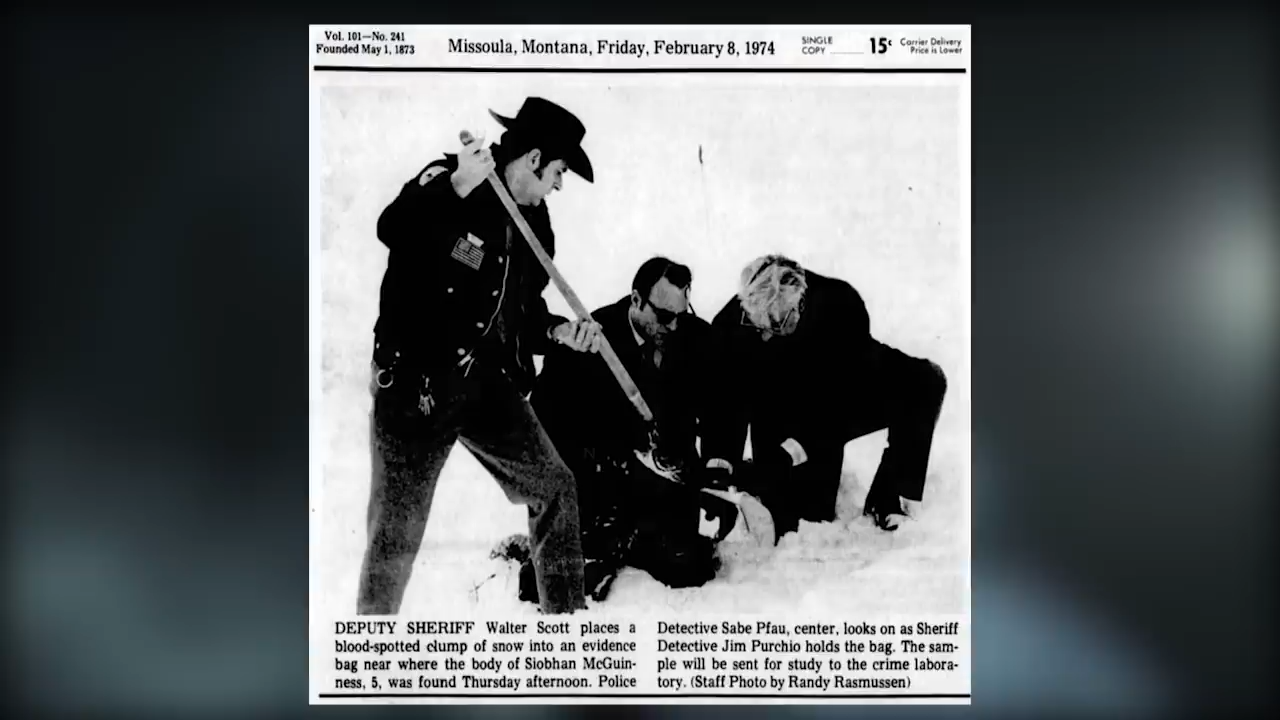 Vol. 101—No. 241
Founded May 1, 1873
Missoula, Montana, Friday, February 8, 1974
SINGLE
COPY
15¢
Carrier Delivery
Price is Lower
DEPUTY SHERIFF Walter Scott places a
blood-spotted clump of snow into an evidence
bag near where the body of Siobhan McGuin-
ness, 5, was found Thursday afternoon. Police
Detective Sabe Pfau, center, looks on as Sheriff
Detective Jim Purchio holds the bag. The sam-
ple will be sent for study to the crime labora-
tory. (Staff Photo by Randy Rasmussen)